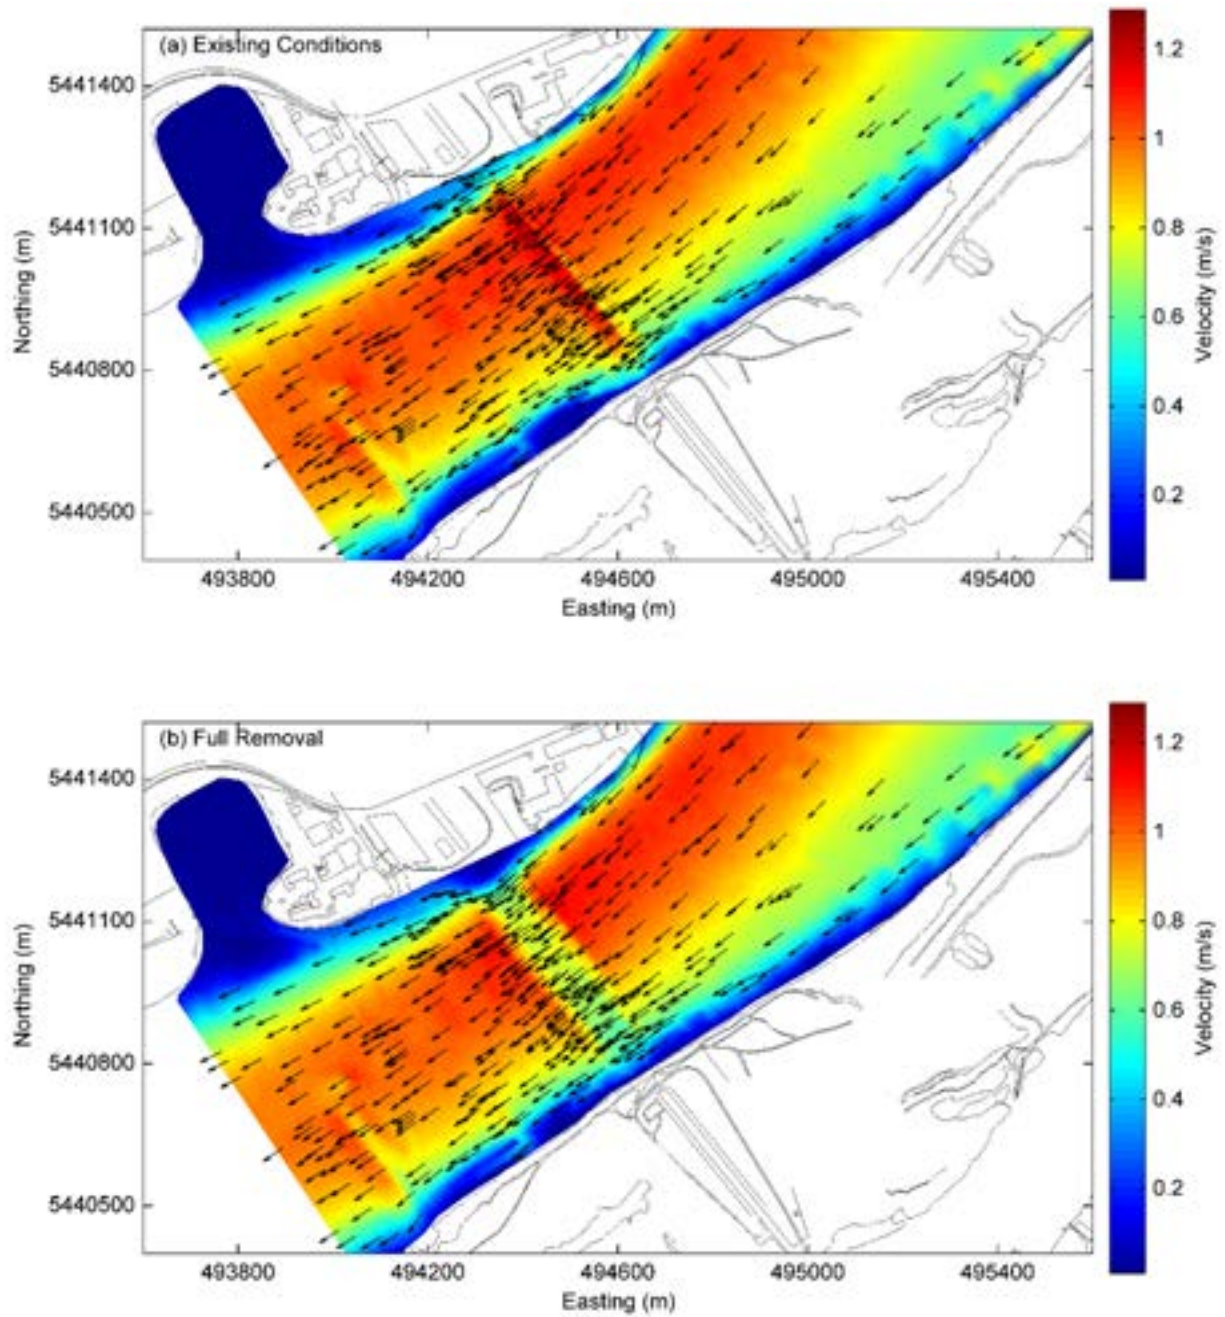 (a) Existing Conditions
5441400
5441100
5440800
5440500
Northing (m)
493800 494200 494600 495000 495400
Easting (m)
1.2
1
0.8
0.6
0.4
0.2
Velocity (m/s)
(b) Full Removal
5441400
5441100
5440800
5440500
Northing (m)
493800 494200 494600 495000 495400
Easting (m)
1.2
1
0.8
0.6
0.4
0.2
Velocity (m/s)